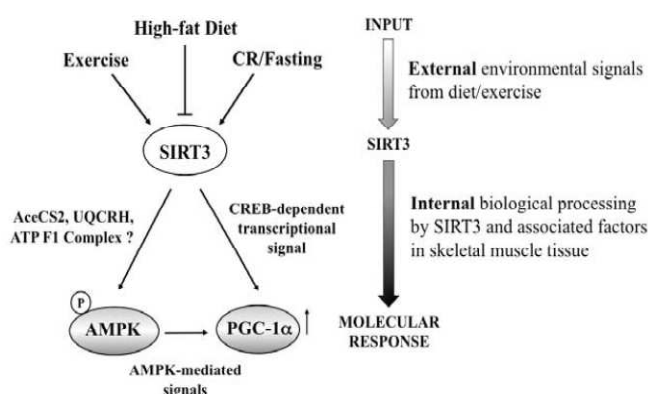 High-fat Diet
Exercise
CR/Fasting
SIRT3
AceCS2, UQCRH,
ATP F1 Complex ?
CREB-dependent
transcriptional
signal
P
AMPK
PGC-1α
AMPK-mediated
signals
INPUT
External environmental signals
from diet/exercise
SIRT3
Internal biological processing
by SIRT3 and associated factors
in skeletal muscle tissue
MOLECULAR
RESPONSE